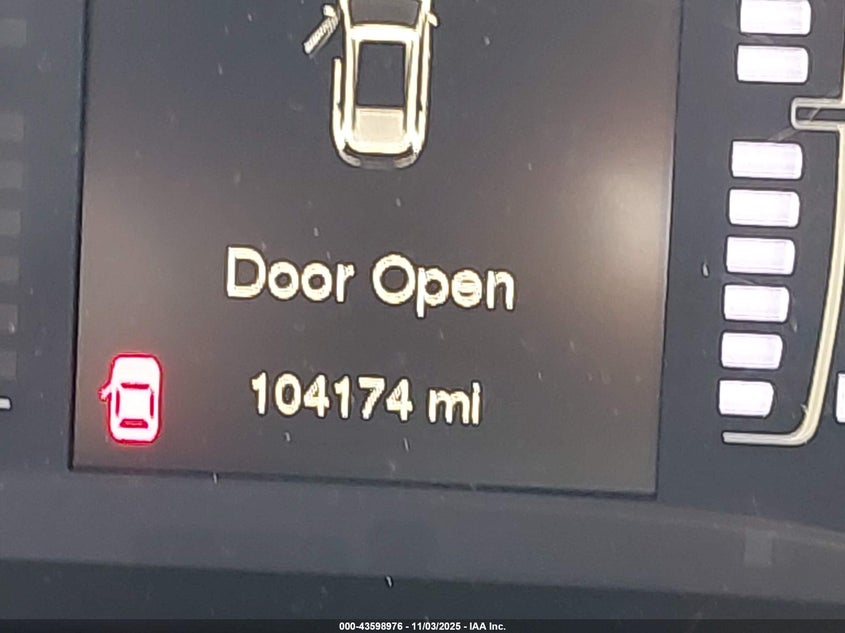 Door Open
104174 mi
000-43598976 - 11/03/2025 - IAA Inc.